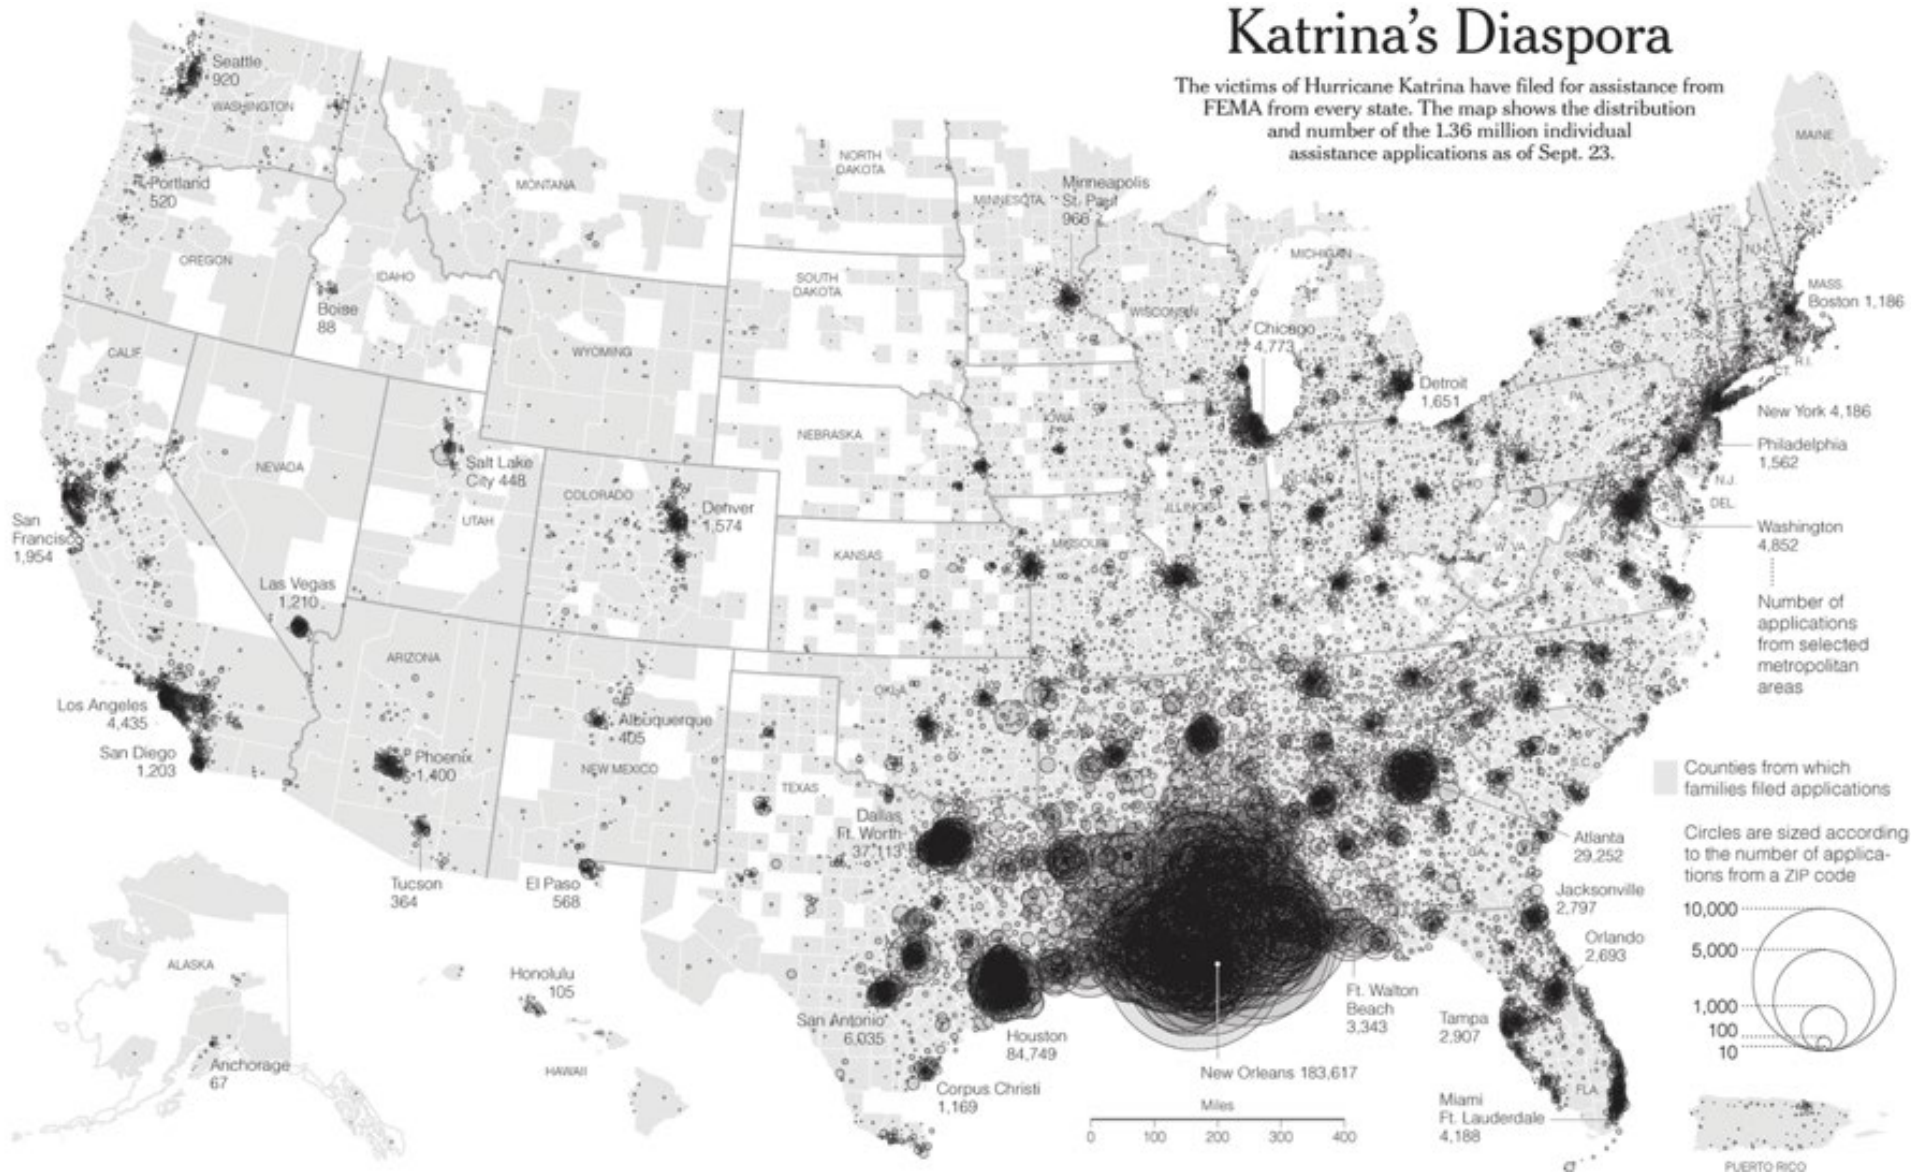 Katrina's Diaspora
The victims of Hurricane Katrina have filed for assistance from
FEMA from every state. The map shows the distribution
and number of the 1.36 million individual
assistance applications as of Sept. 23.
Seattle
920
WASHINGTON
Portland
520
OREGON
MONTANA
IDAHO
Boise
88
NORTH
DAKOTA
SOUTH
DAKOTA
MINNESOTA
Minneapolis
St. Paul
966
WISCONSIN
MICHIGAN
MAINE
VT.
N.H.
N.Y.
MASS.
Boston 1,186
R.I.
CT.
WYOMING
CALIF.
NEVADA
Salt Lake
City 448
UTAH
COLORADO
Denver
1,574
NEBRASKA
IOWA
Chicago
4,773
Detroit
1,651
PA.
New York 4,186
Philadelphia
1,562
N.J.
DEL.
Washington
4,852
Number of
applications
from selected
metropolitan
areas
San
Francisco
1,954
Las Vegas
1,210
KANSAS
MISSOURI
ILLINOIS
OHIO
W. VA.
KY.
Los Angeles
4,435
San Diego
1,203
ARIZONA
Phoenix
1,400
Tucson
364
Albuquerque
405
NEW MEXICO
El Paso
568
OKLA.
TEXAS
Dallas
Ft. Worth
37,113
S.C.
GA.
Atlanta
29,252
Jacksonville
2,797
Orlando
2,693
Tampa
2,907
FLA.
Miami
Ft. Lauderdale
4,188
Ft. Walton
Beach
3,343
New Orleans 183,617
Houston
84,749
San Antonio
6,035
Corpus Christi
1,169
ALASKA
Anchorage
67
Honolulu
105
HAWAII
Miles
0 100 200 300 400
Counties from which
families filed applications
Circles are sized according
to the number of applica-
tions from a ZIP code
10,000
5,000
1,000
100
10
PUERTO RICO